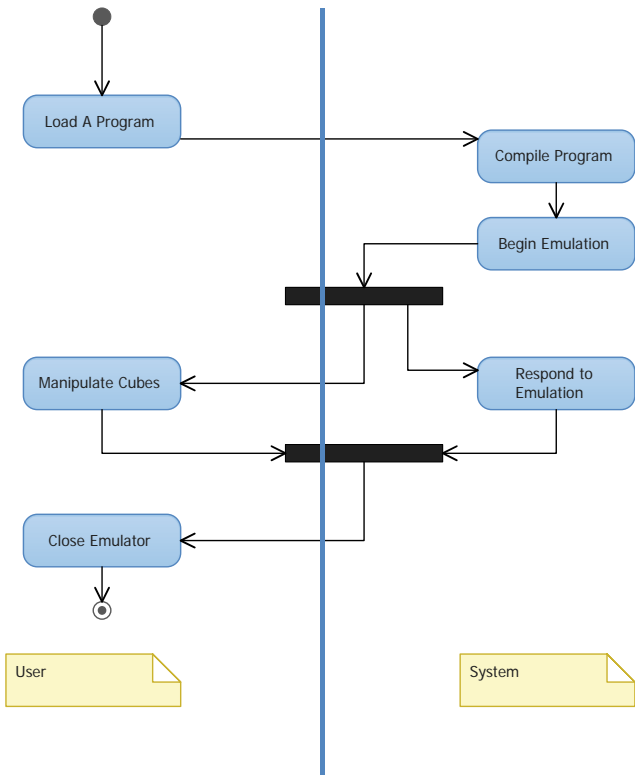 Load A Program
Compile Program
Begin Emulation
Manipulate Cubes
Respond to
Emulation
Close Emulator
User
System